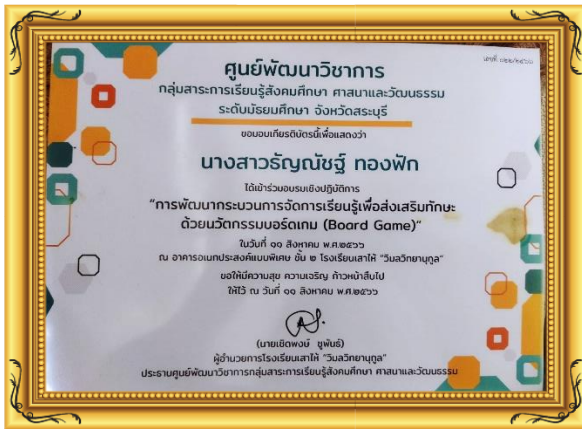 เลขที่ ๒๒๒/๒๕๖๖
ศูนย์พัฒนาวิชาการ
กลุ่มสาระการเรียนรู้สังคมศึกษา ศาสนาและวัฒนธรรม
ระดับมัธยมศึกษา จังหวัดสระบุรี
ขอมอบเกียรติบัตรนี้เพื่อแสดงว่า
นางสาวธัญณัชฐ์ ทองฟัก
ได้เข้าร่วมอบรมเชิงปฏิบัติการ
“การพัฒนากระบวนการจัดการเรียนรู้เพื่อส่งเสริมทักษะ
ด้วยนวัตกรรมบอร์ดเกม (Board Game)”
ในวันที่ ๑๑ สิงหาคม พ.ศ.๒๕๖๖
ณ อาคารอเนกประสงค์แบบพิเศษ ชั้น ๒ โรงเรียนเสาไห้ “วิมลวิทยานุกูล”
ขอให้มีความสุข ความเจริญ ก้าวหน้าสืบไป
ให้ไว้ ณ วันที่ ๑๑ สิงหาคม พ.ศ.๒๕๖๖
(นายเชิดพงษ์ ชูพันธ์)
ผู้อำนวยการโรงเรียนเสาไห้ “วิมลวิทยานุกูล”
ประธานศูนย์พัฒนาวิชาการกลุ่มสาระการเรียนรู้สังคมศึกษา ศาสนาและวัฒนธรรม